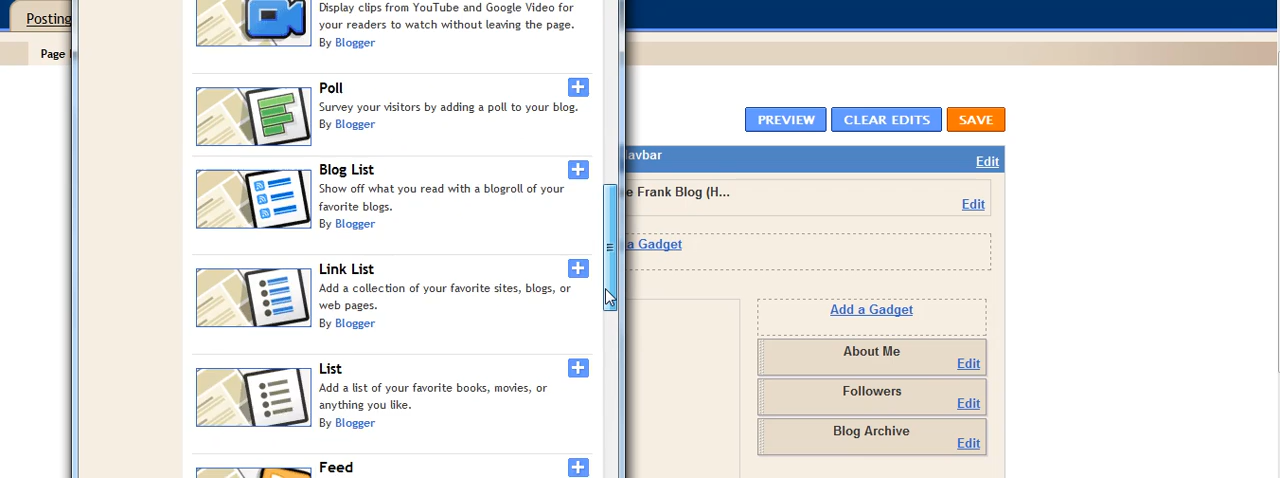 Posting
Page
Display clips from YouTube and Google Video for
your readers to watch without leaving the page.
By Blogger
Poll
Survey your visitors by adding a poll to your blog.
By Blogger
Blog List
Show off what you read with a blogroll of your
favorite blogs.
By Blogger
Link List
Add a collection of your favorite sites, blogs, or
web pages.
By Blogger
List
Add a list of your favorite books, movies, or
anything you like.
By Blogger
Feed
PREVIEW
CLEAR EDITS
SAVE
avbar
Edit
e Frank Blog (H...
Edit
a Gadget
Add a Gadget
About Me
Edit
Followers
Edit
Blog Archive
Edit